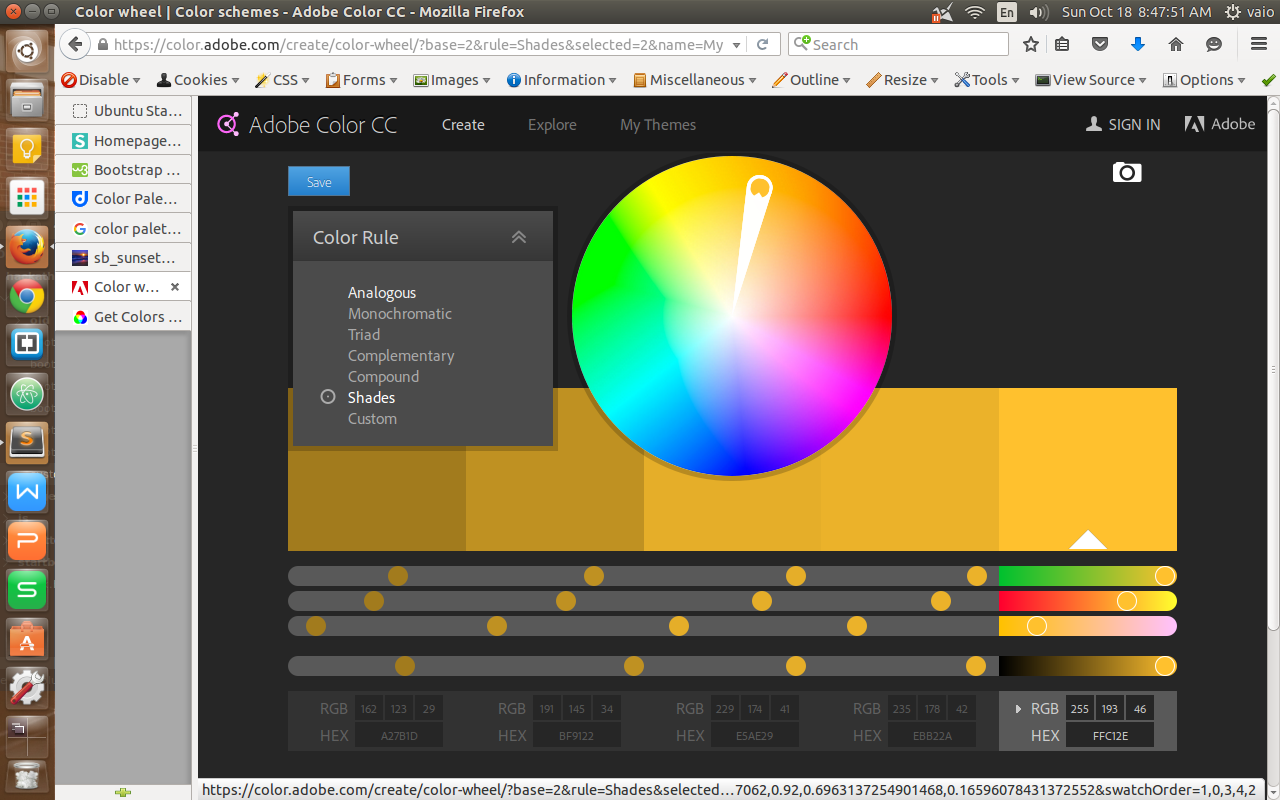 Color wheel | Color schemes - Adobe Color CC - Mozilla Firefox
En
Sun Oct 18 8:47:51 AM
vaio
https://color.adobe.com/create/color-wheel/?base=2&rule=Shades&selected=2&name=My
Search
Disable
Cookies
CSS
Forms
Images
Information
Miscellaneous
Outline
Resize
Tools
View Source
Options
Ubuntu Sta...
Homepage...
Bootstrap ...
Color Pale...
color palet...
sb_sunset...
Color w...
Get Colors ...
Adobe Color CC
Create
Explore
My Themes
SIGN IN
Adobe
Save
Color Rule
Analogous
Monochromatic
Triad
Complementary
Compound
Shades
Custom
RGB 162 123 29
RGB 191 145 34
RGB 229 174 41
RGB 235 178 42
RGB 255 193 46
HEX A27B1D
HEX BF9122
HEX E5AE29
HEX EBB22A
HEX FFC12E
https://color.adobe.com/create/color-wheel/?base=2&rule=Shades&selected...7062,0.92,0.6963137254901468,0.16596078431372552&swatchOrder=1,0,3,4,2